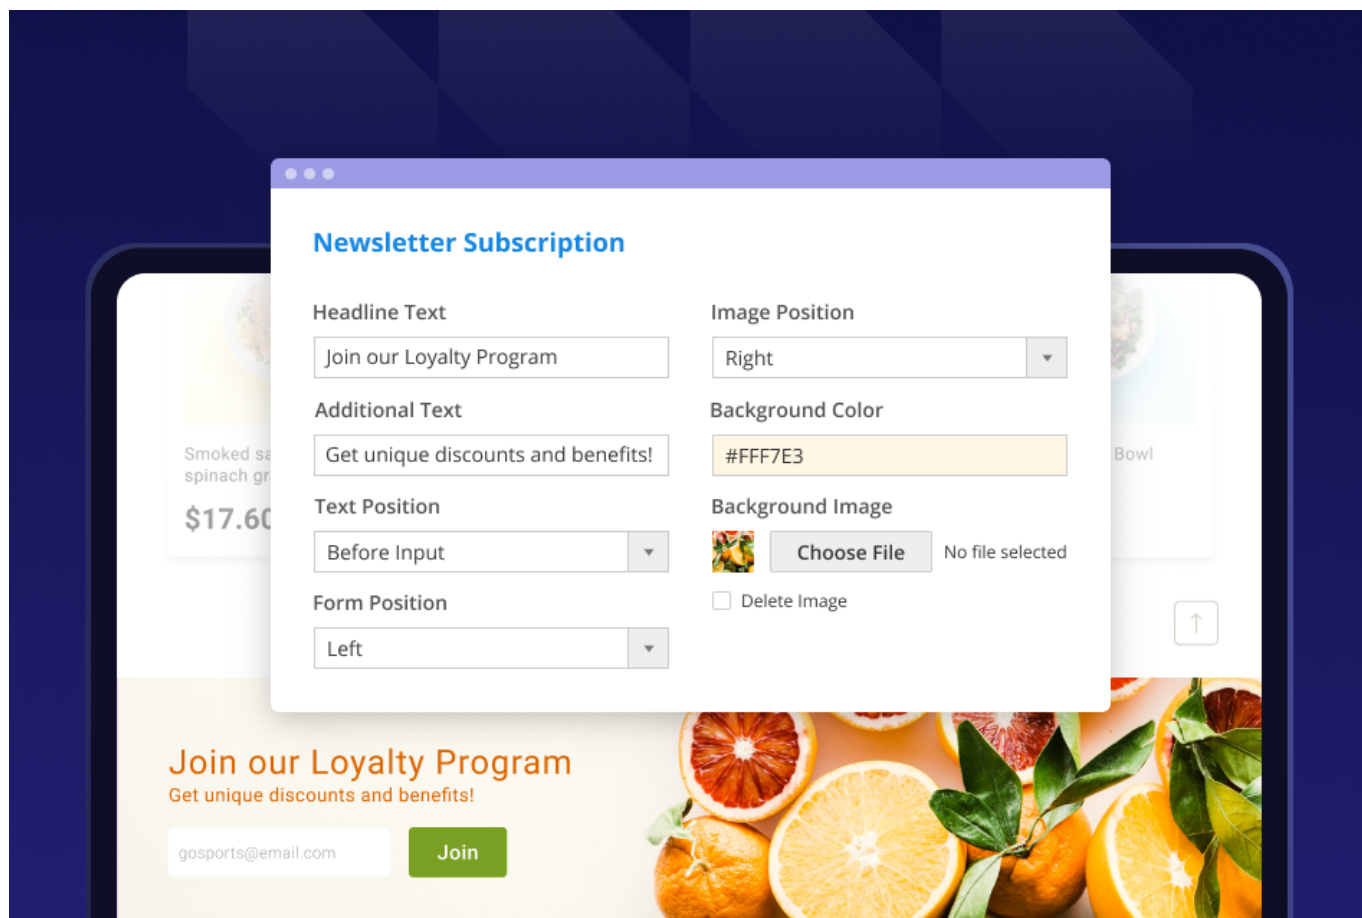 Newsletter Subscription
Headline Text
Join our Loyalty Program
Additional Text
Get unique discounts and benefits!
Text Position
Before Input
Form Position
Left
Image Position
Right
Background Color
#FFF7E3
Background Image
Choose File
No file selected
Delete Image
Smoked
spinach
$17.60
Bowl
Join our Loyalty Program
Get unique discounts and benefits!
gosports@email.com
Join